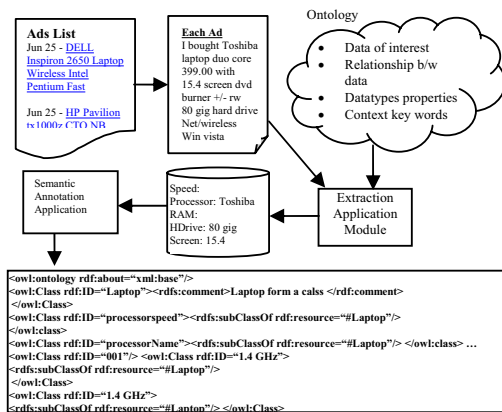 Ads List
Jun 25 - DELL
Inspiron 2650 Laptop
Wireless Intel
Pentium Fast
Jun 25 - HP Pavilion
tx1000z CTO NB
Each Ad
I bought Toshiba
laptop duo core
399.00 with
15.4 screen dvd
burner +/- rw
80 gig hard drive
Net/wireless
Win vista
Ontology
• Data of interest
• Relationship b/w
data
• Datatypes properties
• Context key words
Semantic
Annotation
Application
Speed:
Processor: Toshiba
RAM:
HDrive: 80 gig
Screen: 15.4
Extraction
Application
Module
<owl:ontology rdf:about="xml:base"/>
<owl:Class rdf:ID="Laptop"><rdfs:comment>Laptop form a calss </rdf:comment>
</owl:Class>
<owl:Class rdf:ID="processorspeed"><rdfs:subClassOf rdf:resource="#Laptop"/>
</owl:class>
<owl:Class rdf:ID="processorName"><rdfs:subClassOf rdf:resource="#Laptop"/> </owl:class> …
<owl:Class rdf:ID="001"/> <owl:Class rdf:ID="1.4 GHz">
<rdfs:subClassOf rdf:resource="#Laptop"/>
</owl:Class>
<owl:Class rdf:ID="1.4 GHz">
<rdfs:subClassOf rdf:resource="#Laptop"/> </owl:Class>